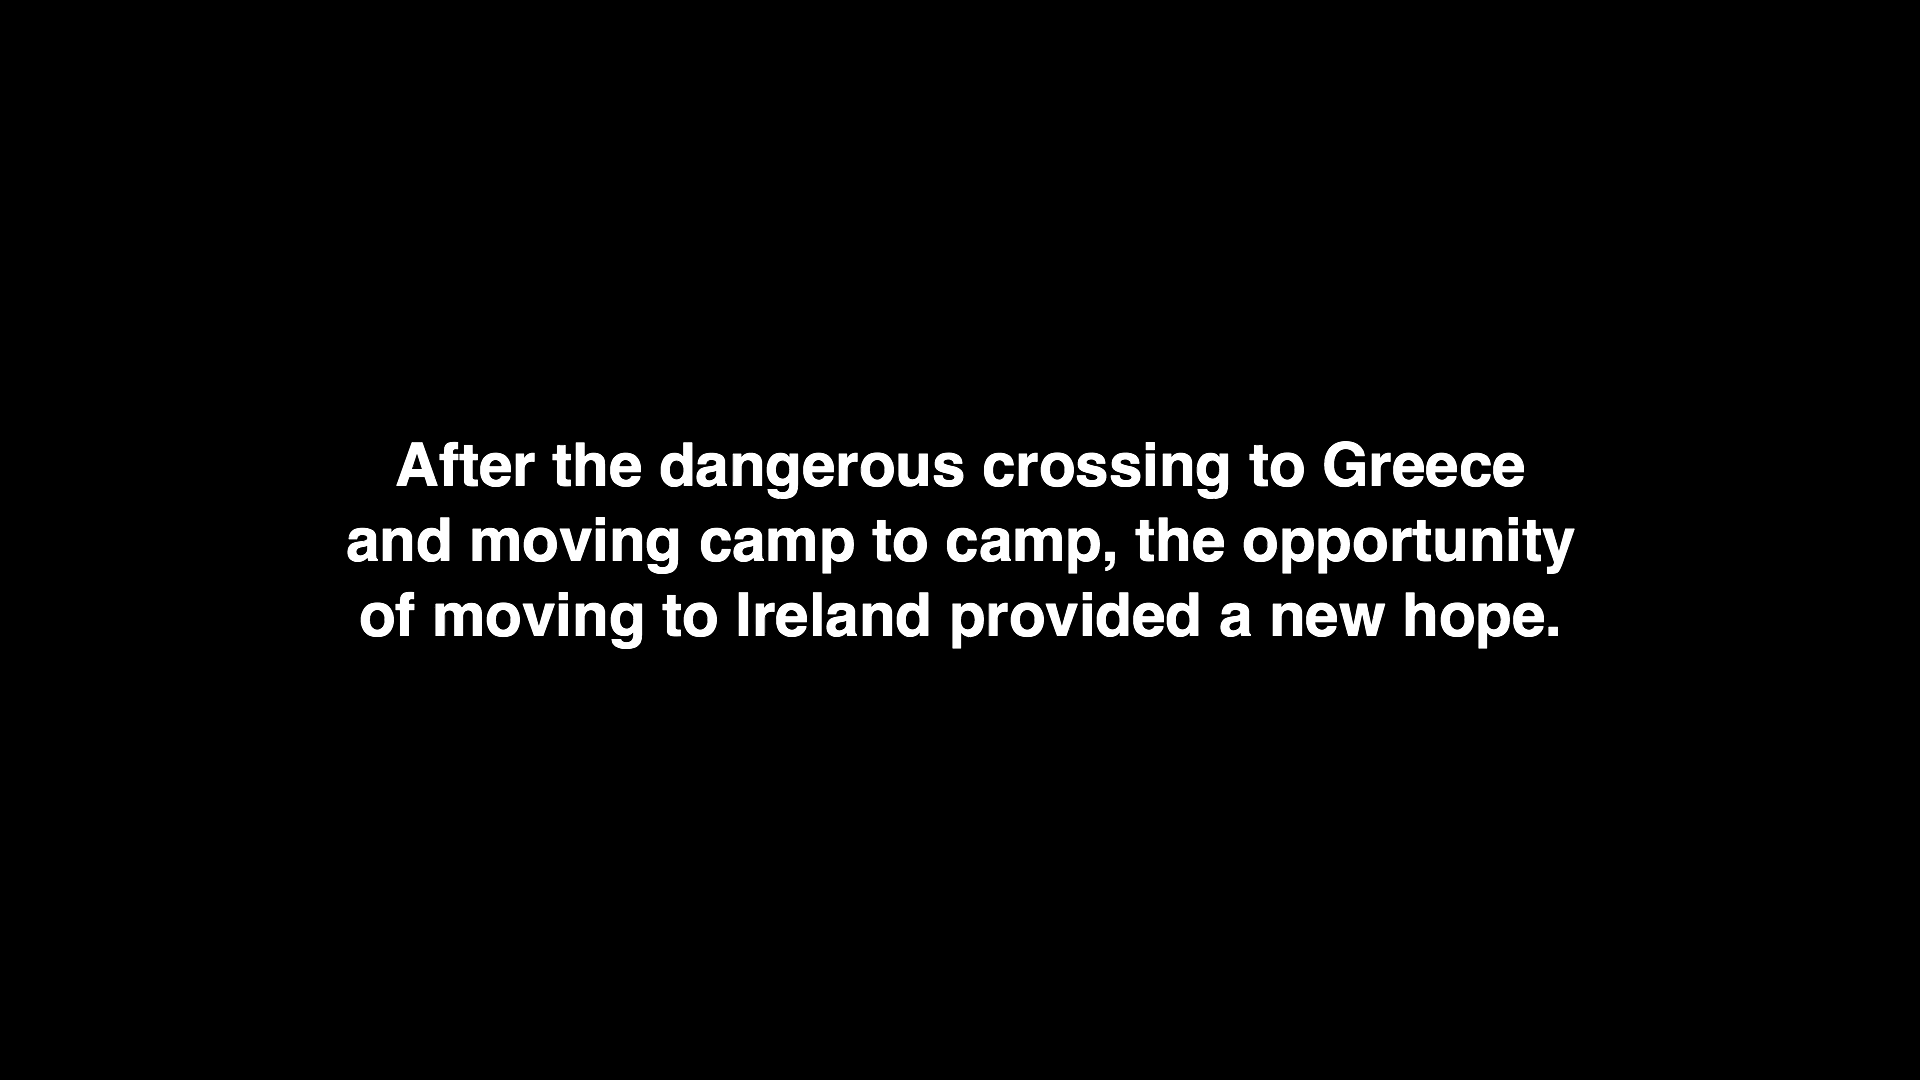 After the dangerous crossing to Greece
and moving camp to camp, the opportunity
of moving to Ireland provided a new hope.